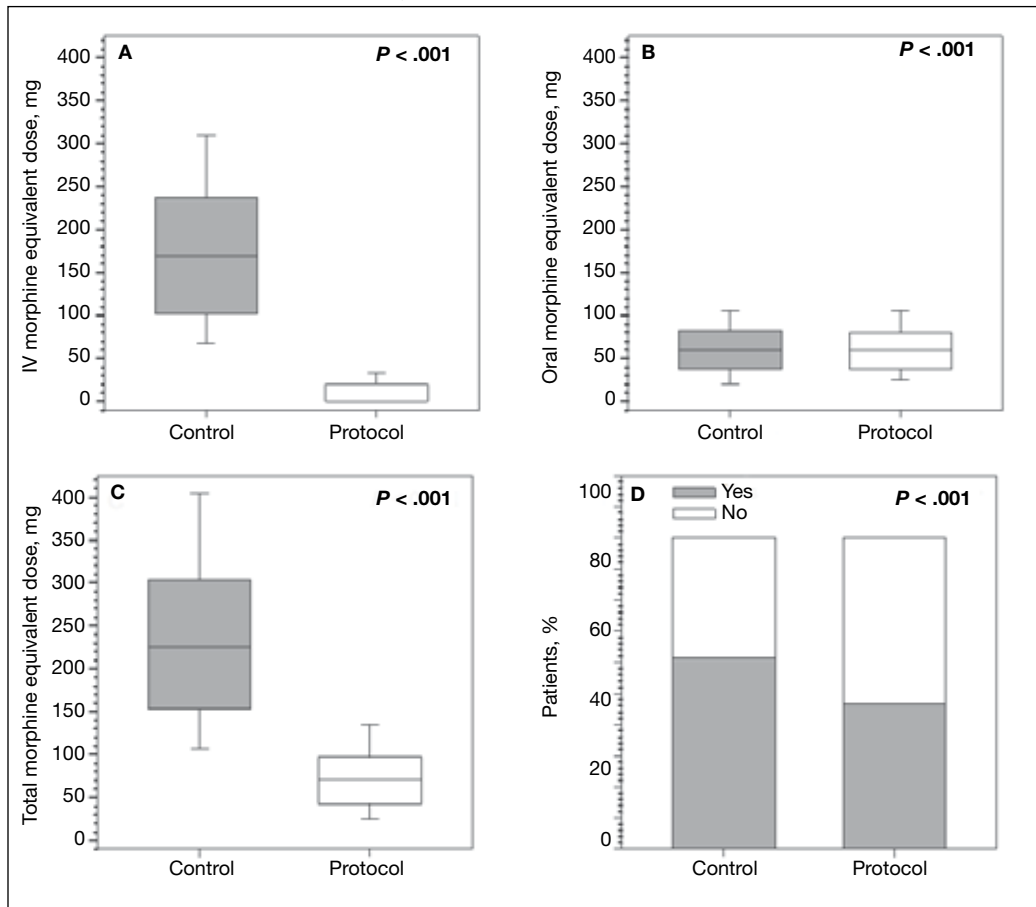 A
P < .001
IV morphine equivalent dose, mg
400
350
300
250
200
150
100
50
0
Control
Protocol
B
P < .001
Oral morphine equivalent dose, mg
400
350
300
250
200
150
100
50
0
Control
Protocol
C
P < .001
Total morphine equivalent dose, mg
400
350
300
250
200
150
100
50
0
Control
Protocol
D
Yes
No
P < .001
Patients, %
100
80
60
40
20
0
Control
Protocol